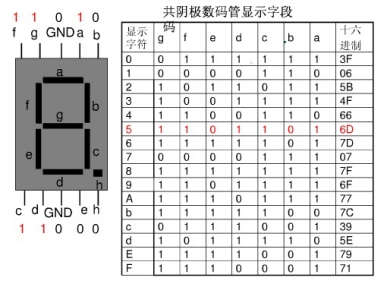 共阴极数码管显示字段码
1 1 0 1 0
f g GND a b
a
f b
g
e c
d h
c d GND e h
1 1 0 0 0
显示字符 g f e d c b a 十六进制
0 0 1 1 1 1 1 1 3F
1 0 0 0 0 1 1 0 06
2 1 0 1 1 0 1 1 5B
3 1 0 0 1 1 1 1 4F
4 1 1 0 0 1 1 0 66
5 1 1 0 1 1 0 1 6D
6 1 1 1 1 1 0 1 7D
7 0 0 0 0 1 1 1 07
8 1 1 1 1 1 1 1 7F
9 1 1 0 1 1 1 1 6F
A 1 1 1 0 1 1 1 77
b 1 1 1 1 1 0 0 7C
c 0 1 1 1 0 0 1 39
d 1 0 1 1 1 1 0 5E
E 1 1 1 1 0 0 1 79
F 1 1 1 0 0 0 1 71